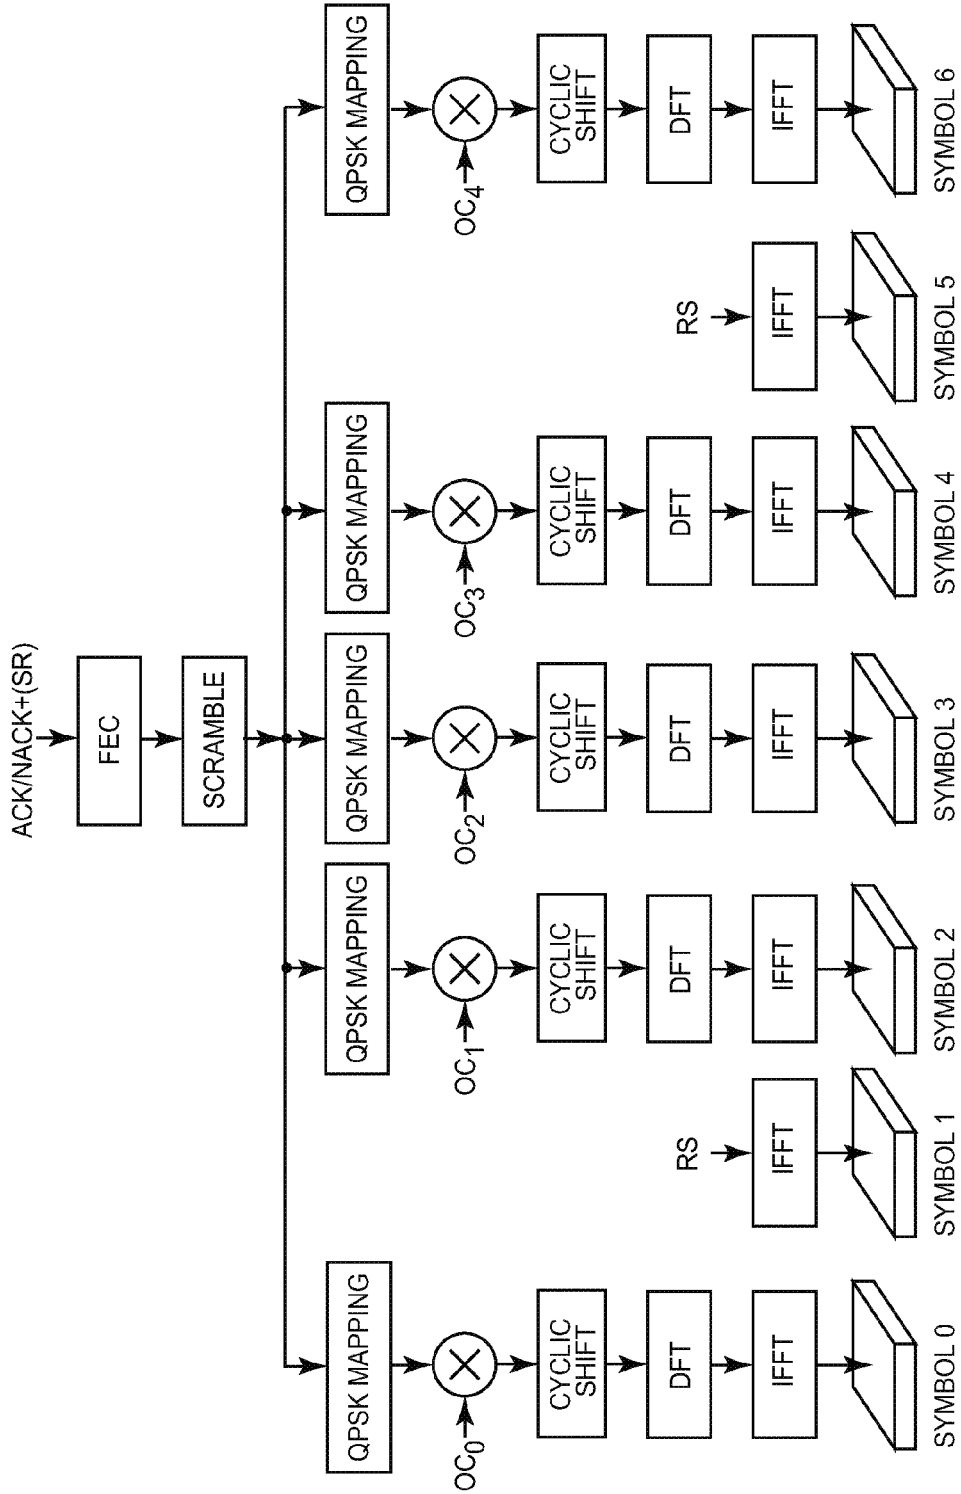 ACK/NACK+(SR)
FEC
SCRAMBLE
QPSK MAPPING
QPSK MAPPING
QPSK MAPPING
QPSK MAPPING
QPSK MAPPING
OC0
OC1
OC2
OC3
OC4
CYCLIC
SHIFT
CYCLIC
SHIFT
CYCLIC
SHIFT
CYCLIC
SHIFT
CYCLIC
SHIFT
DFT
RS
DFT
DFT
DFT
RS
DFT
IFFT
IFFT
IFFT
IFFT
IFFT
IFFT
IFFT
SYMBOL 0
SYMBOL 1
SYMBOL 2
SYMBOL 3
SYMBOL 4
SYMBOL 5
SYMBOL 6